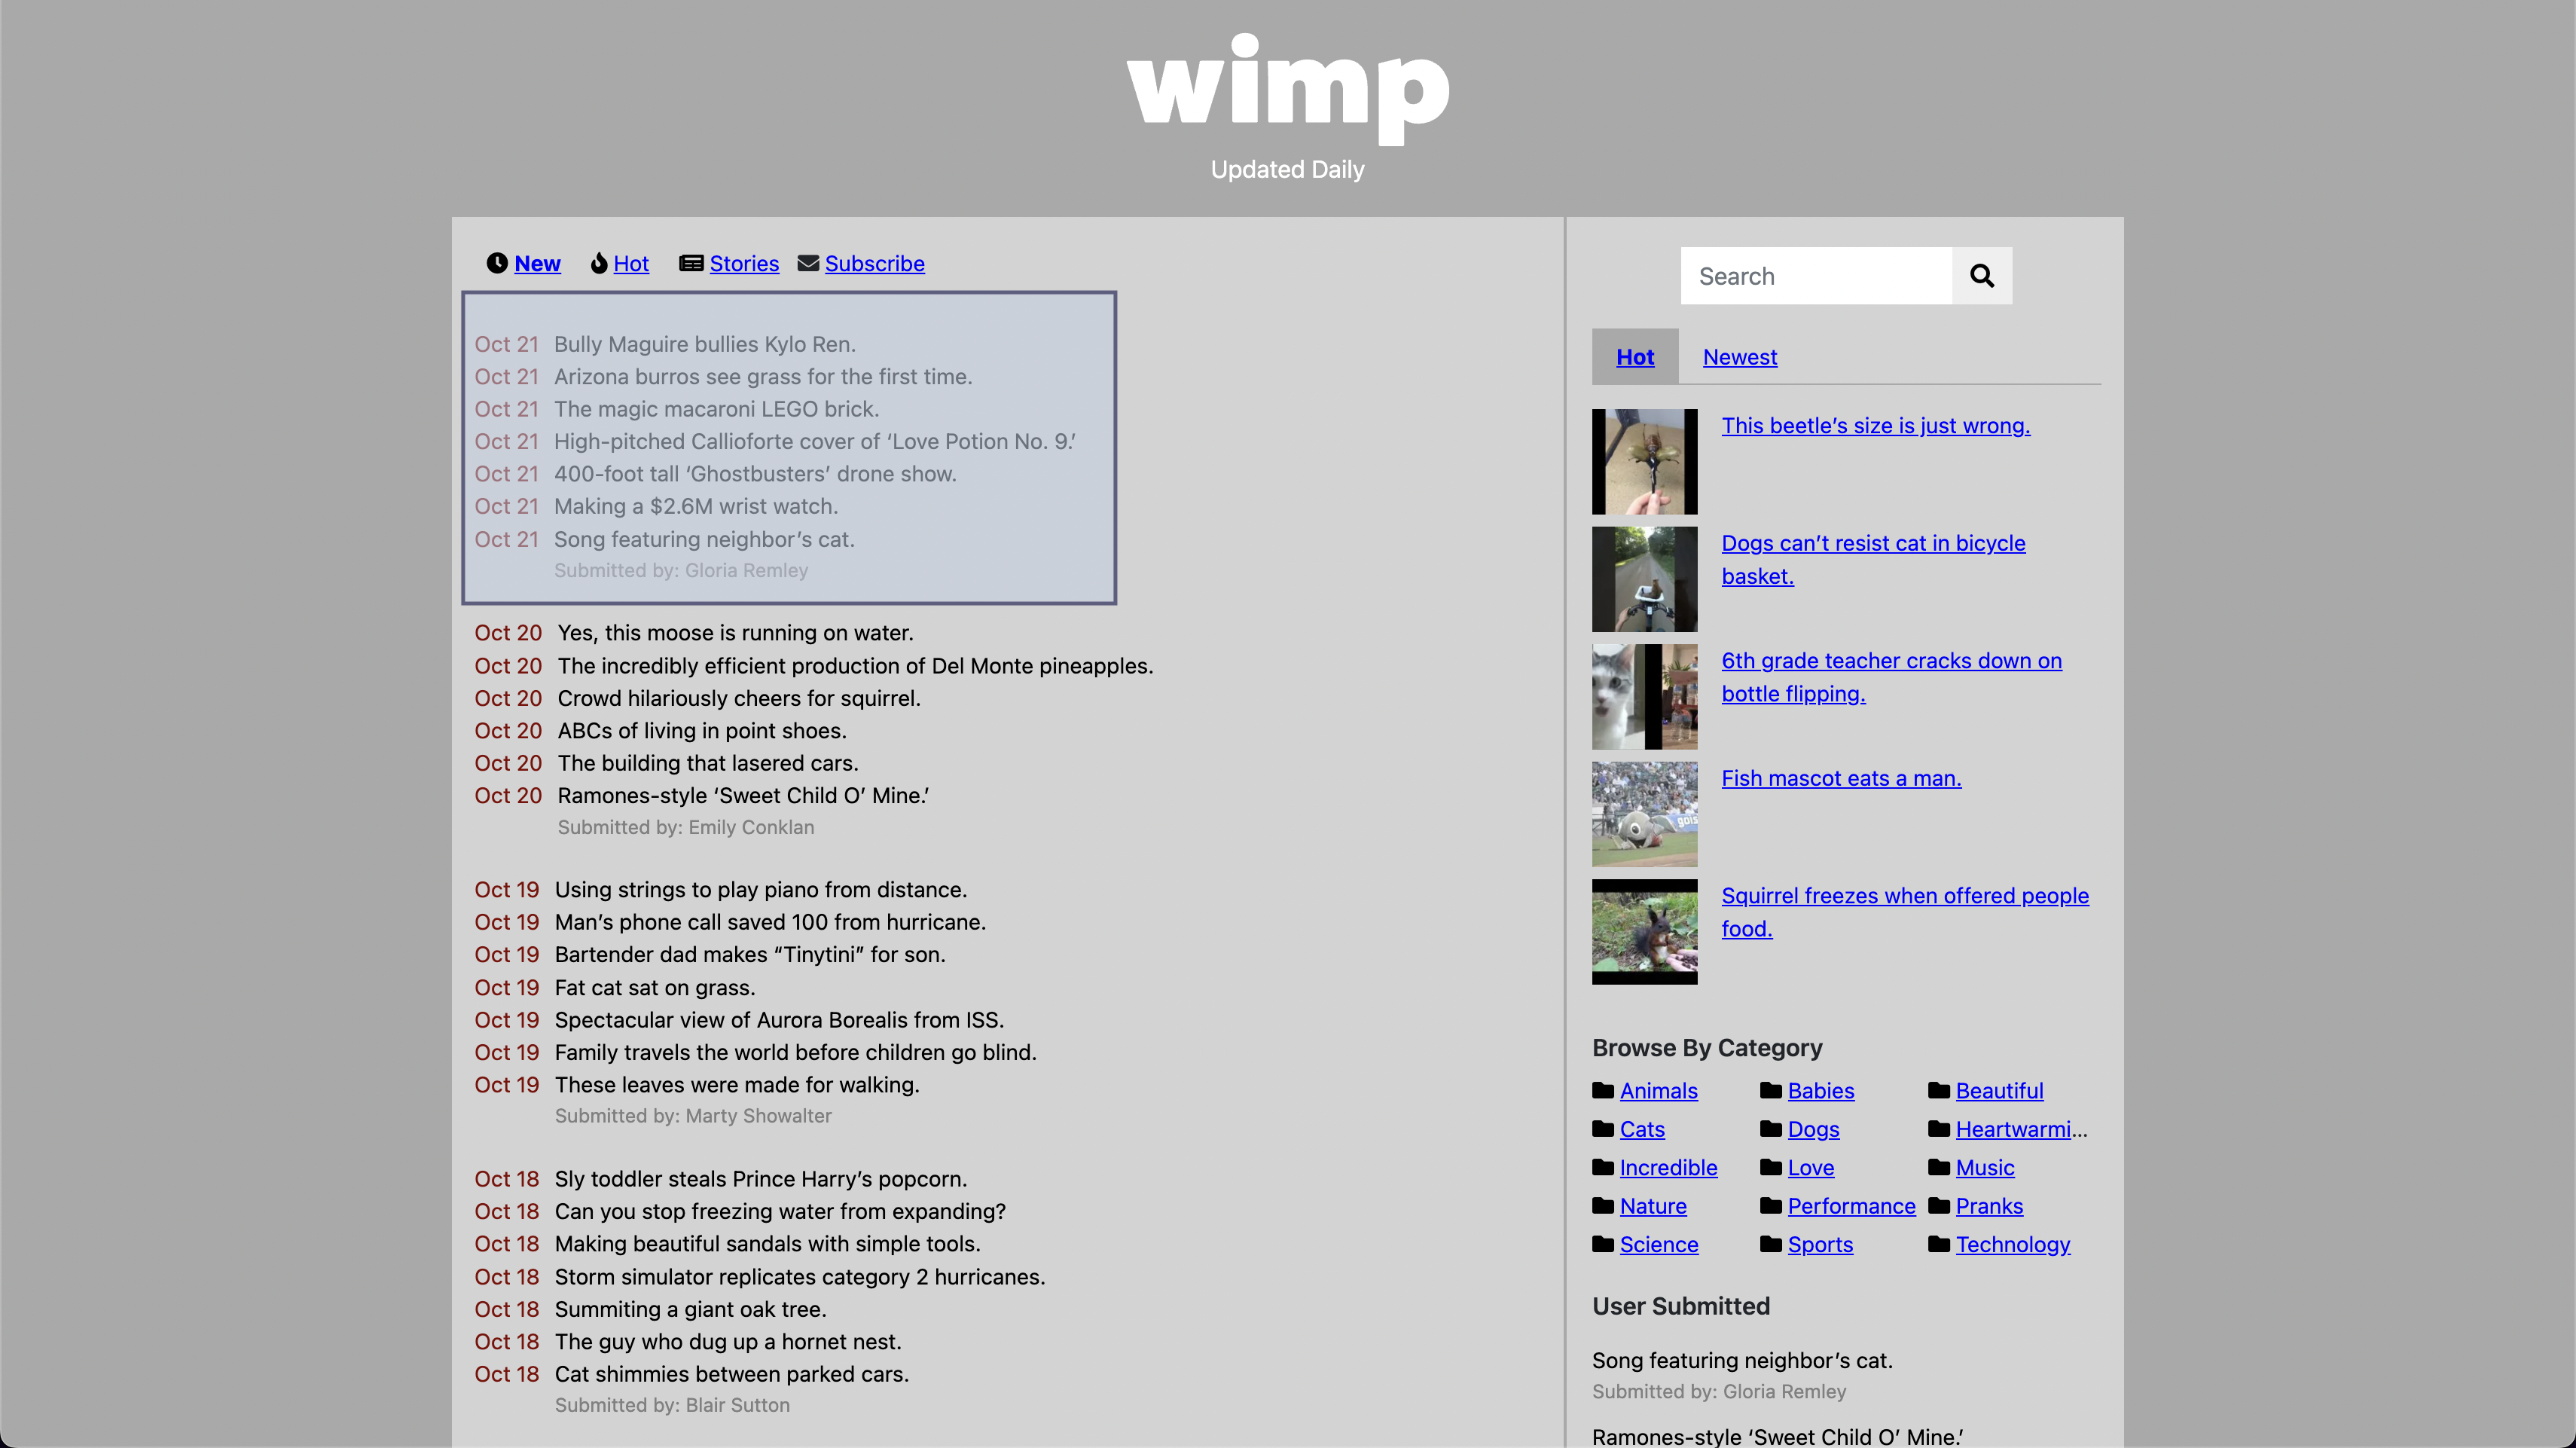 wimp
Updated Daily
New Hot Stories Subscribe
Oct 21 Bully Maguire bullies Kylo Ren.
Oct 21 Arizona burros see grass for the first time.
Oct 21 The magic macaroni LEGO brick.
Oct 21 High-pitched Callioforte cover of ‘Love Potion No. 9.’
Oct 21 400-foot tall ‘Ghostbusters’ drone show.
Oct 21 Making a $2.6M wrist watch.
Oct 21 Song featuring neighbor’s cat.
Submitted by: Gloria Remley
Oct 20 Yes, this moose is running on water.
Oct 20 The incredibly efficient production of Del Monte pineapples.
Oct 20 Crowd hilariously cheers for squirrel.
Oct 20 ABCs of living in point shoes.
Oct 20 The building that lasered cars.
Oct 20 Ramones-style ‘Sweet Child O’ Mine.’
Submitted by: Emily Conklan
Oct 19 Using strings to play piano from distance.
Oct 19 Man’s phone call saved 100 from hurricane.
Oct 19 Bartender dad makes “Tinytini” for son.
Oct 19 Fat cat sat on grass.
Oct 19 Spectacular view of Aurora Borealis from ISS.
Oct 19 Family travels the world before children go blind.
Oct 19 These leaves were made for walking.
Submitted by: Marty Showalter
Oct 18 Sly toddler steals Prince Harry’s popcorn.
Oct 18 Can you stop freezing water from expanding?
Oct 18 Making beautiful sandals with simple tools.
Oct 18 Storm simulator replicates category 2 hurricanes.
Oct 18 Summiting a giant oak tree.
Oct 18 The guy who dug up a hornet nest.
Oct 18 Cat shimmies between parked cars.
Submitted by: Blair Sutton
Search
Hot Newest
This beetle’s size is just wrong.
Dogs can’t resist cat in bicycle
basket.
6th grade teacher cracks down on
bottle flipping.
Fish mascot eats a man.
Squirrel freezes when offered people
food.
Browse By Category
Animals Babies Beautiful
Cats Dogs Heartwarmi...
Incredible Love Music
Nature Performance Pranks
Science Sports Technology
User Submitted
Song featuring neighbor’s cat.
Submitted by: Gloria Remley
Ramones-style ‘Sweet Child O’ Mine.’